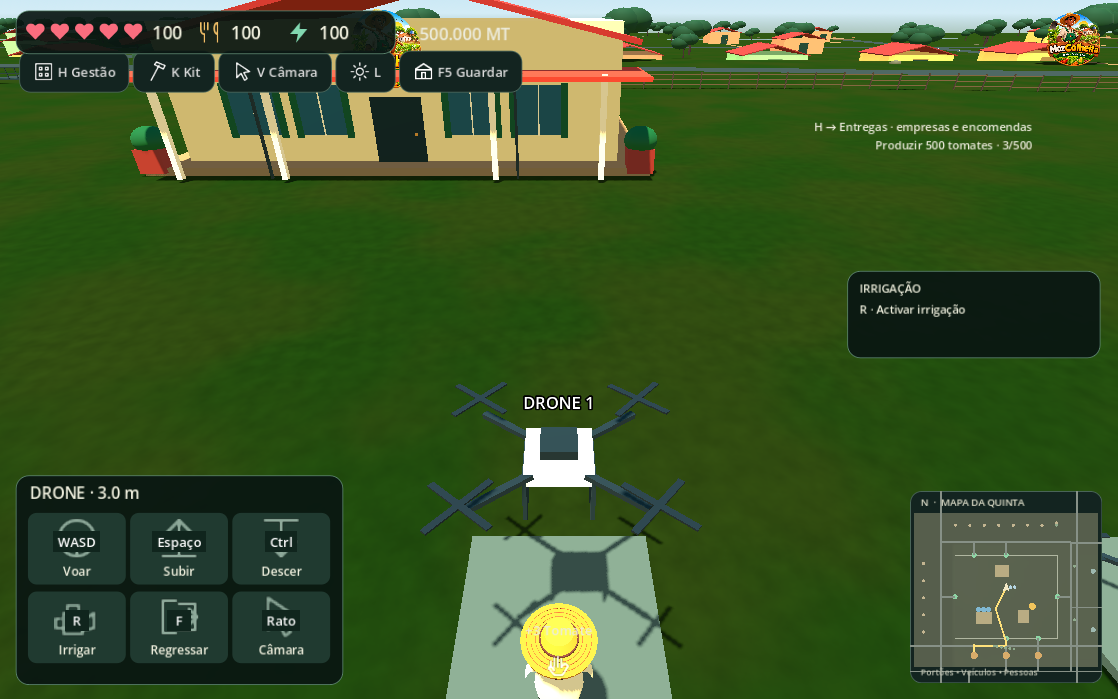 100 100 100 500.000 MT
H Gestão K Kit V Câmara L F5 Guardar
MozColheita
H → Entregas · empresas e encomendas
Produzir 500 tomates · 3/500
IRRIGAÇÃO
R · Activar irrigação
DRONE 1
DRONE · 3.0 m
WASD Espaço Ctrl
Voar Subir Descer
R F Rato
Irrigar Regressar Câmara
N · MAPA DA QUINTA
Portões • Veículos • Pessoas